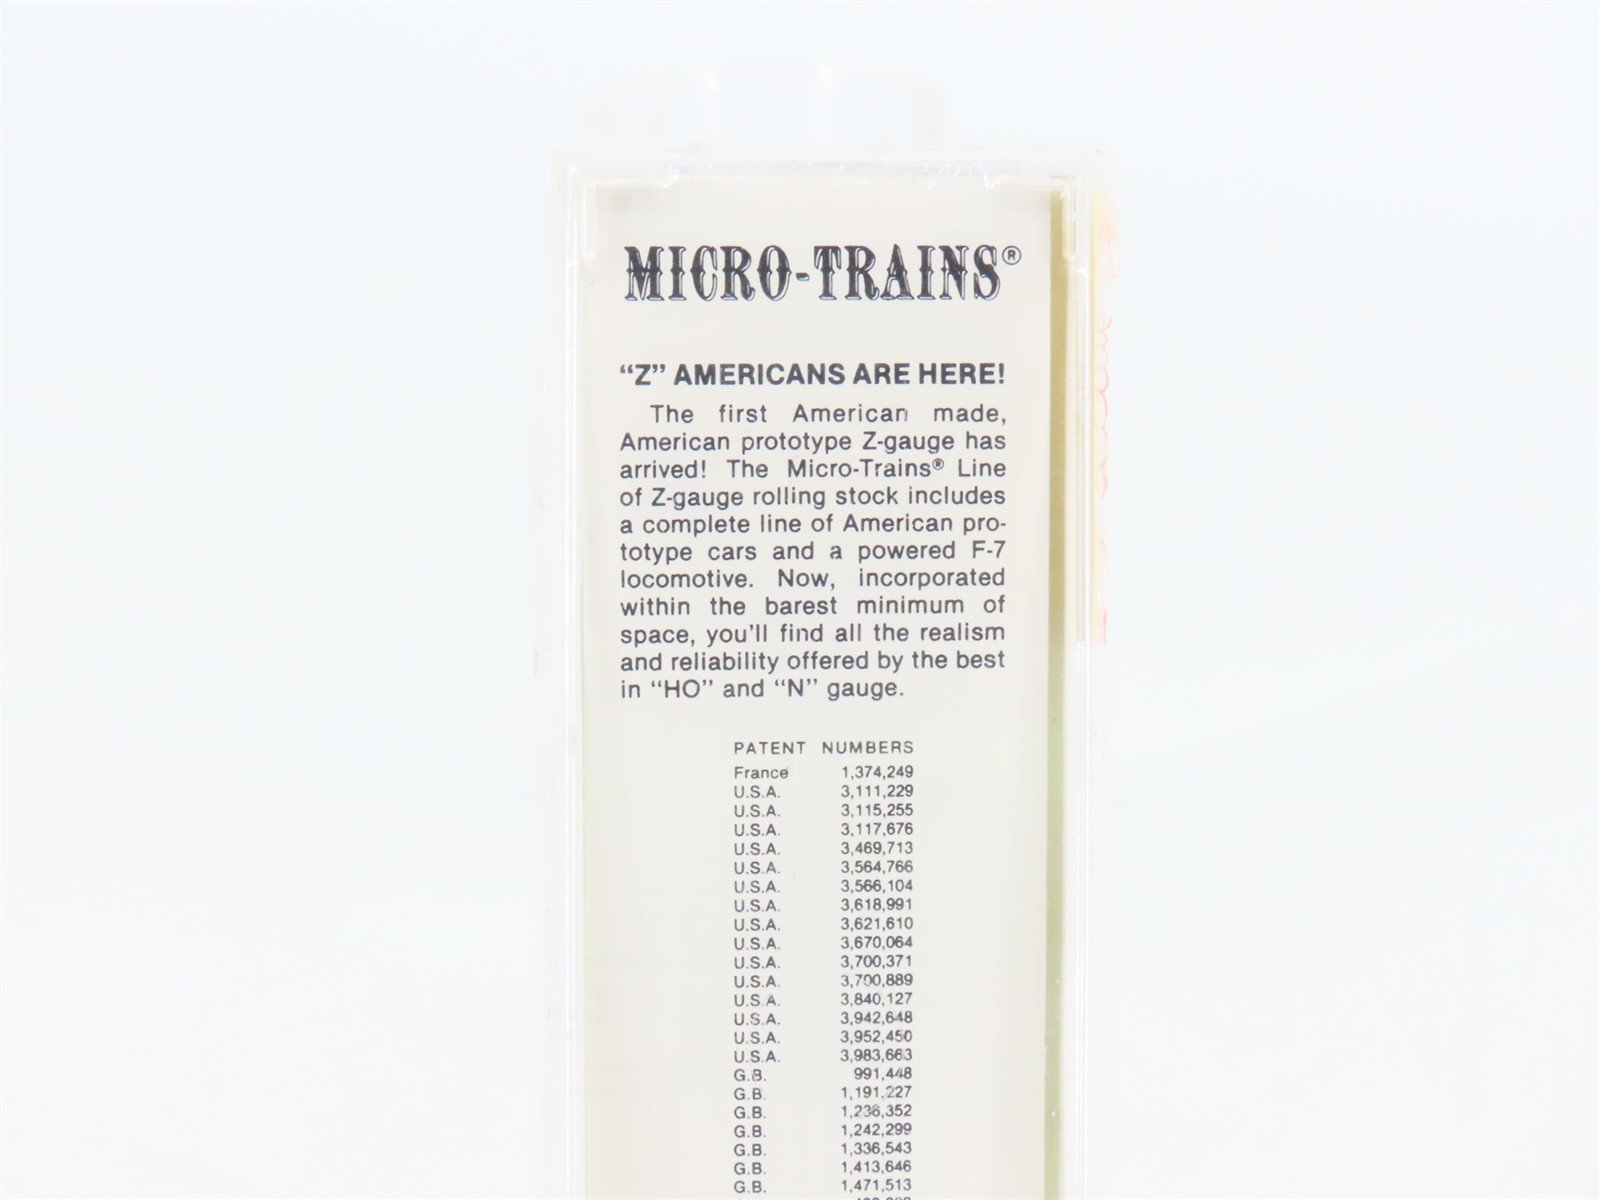 MICRO-TRAINS®
“Z” AMERICANS ARE HERE!
The first American made,
American prototype Z-gauge has
arrived! The Micro-Trains® Line
of Z-gauge rolling stock includes
a complete line of American pro-
totype cars and a powered F-7
locomotive. Now, incorporated
within the barest minimum of
space, you'll find all the realism
and reliability offered by the best
in “HO” and “N” gauge.
PATENT NUMBERS
France 1,374,249
U.S.A. 3,111,229
U.S.A. 3,115,255
U.S.A. 3,117,676
U.S.A. 3,469,713
U.S.A. 3,564,766
U.S.A. 3,566,104
U.S.A. 3,618,991
U.S.A. 3,621,610
U.S.A. 3,670,064
U.S.A. 3,700,371
U.S.A. 3,790,889
U.S.A. 3,840,127
U.S.A. 3,942,648
U.S.A. 3,952,450
U.S.A. 3,983,663
G.B. 991,448
G.B. 1,191,227
G.B. 1,236,352
G.B. 1,242,299
G.B. 1,336,543
G.B. 1,413,646
G.B. 1,471,513